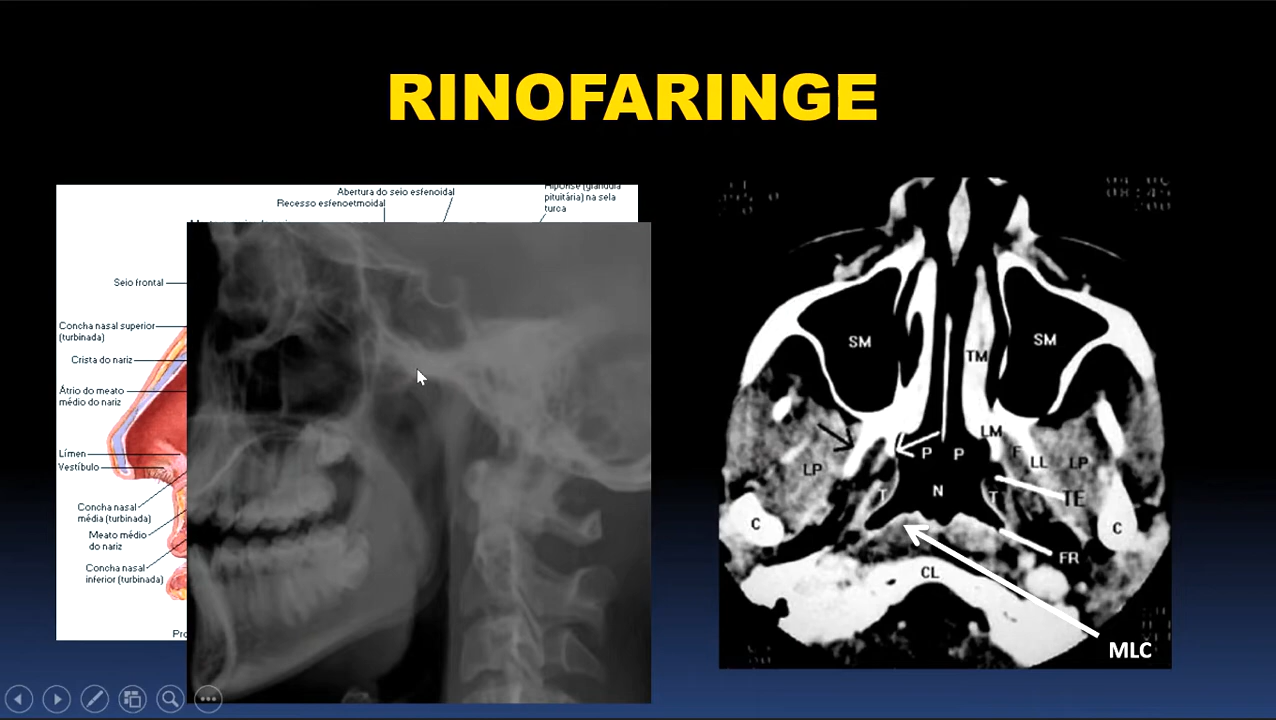 RINOFARINGE
Abertura do seio esfenoidal
Recesso esfenoetmoidal
Hipófise (glândula
pituitária) na sela
turca
Seio frontal
Concha nasal superior
(turbinada)
Crista do nariz
Átrio do meato
médio do nariz
Límen
Vestíbulo
Concha nasal
média (turbinada)
Meato médio
do nariz
Concha nasal
inferior (turbinada)
SM
SM
TM
LM
P
P
F
LL
LP
LP
N
T
T
TE
C
C
FR
CL
MLC